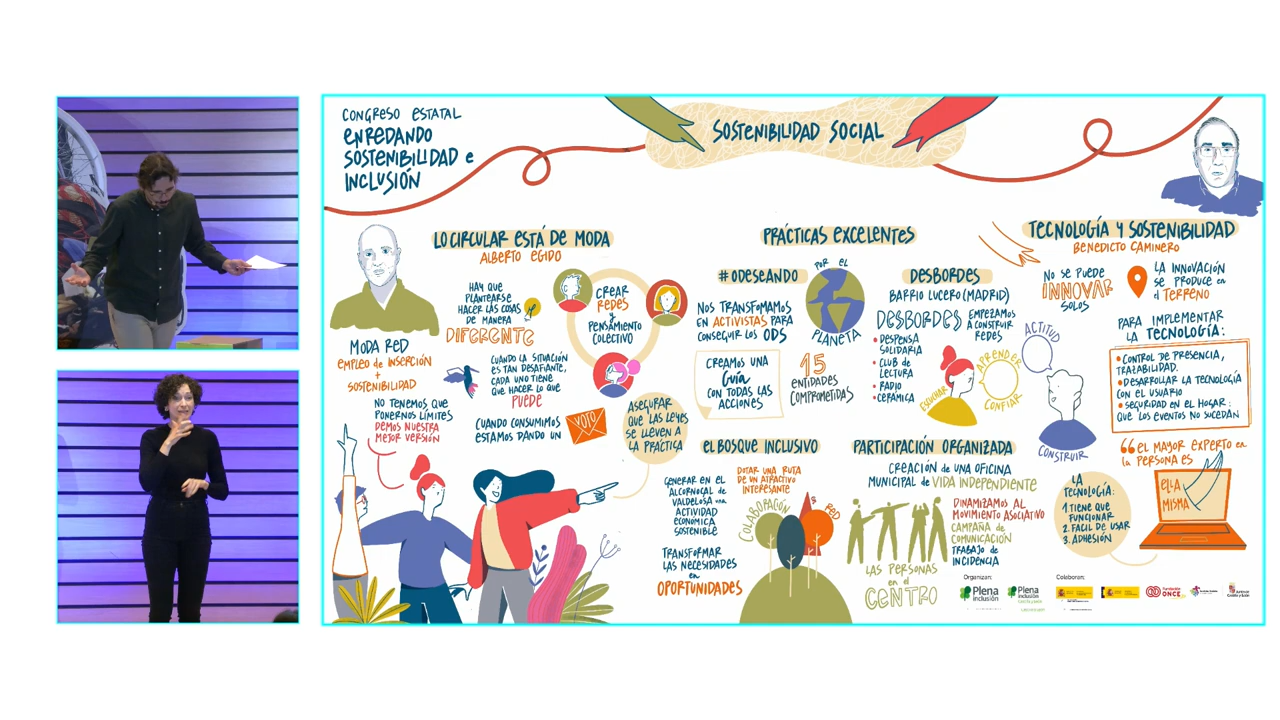 CONGRESO ESTATAL
ENREDANDO
SOSTENIBILIDAD e
INCLUSIÓN
SOSTENIBILIDAD SOCIAL
LO CIRCULAR ESTÁ DE MODA
ALBERTO EGIDO
HAY QUE
PLANTEARSE
HACER LAS COSAS
DE MANERA
DIFERENTE
CREAR
REDES
y
PENSAMIENTO
COLECTIVO
MODA RED
EMPLEO DE INSERCIÓN
+
SOSTENIBILIDAD
CUANDO LA SITUACIÓN
ES TAN DESAFIANTE,
CADA UNO TIENE
QUE HACER LO QUE
PUEDE
NO TENEMOS QUE
PONERNOS LÍMITES
DEMOS NUESTRA
MEJOR VERSIÓN
CUANDO CONSUMIMOS
ESTAMOS DANDO UN
VOTO
ASEGURAR
QUE LAS LEYES
SE LLEVEN A
LA PRÁCTICA
PRÁCTICAS EXCELENTES
#ODESEANDO
POR EL
PLANETA
NOS TRANSFOMAMOS
EN ACTIVISTAS PARA
CONSEGUIR LOS ODS
CREAMOS UNA
Guía
CON TODAS LAS
ACCIONES
15
ENTIDADES
COMPROMETIDAS
DESBORDES
BARRIO LUCERO (MADRID)
DESBORDES
• DESPENSA
SOLIDARIA
• CLUB DE
LECTURA
• RADIO
• CERÁMICA
EMPEZAMOS
A CONSTRUIR
REDES
ESCUCHAR
APRENDER
CONFIAR
ACTITUD
CONSTRUIR
EL BOSQUE INCLUSIVO
GENERAR EN EL
ALCORNOCAL DE
VALDELOSA una
ACTIVIDAD
ECONÓMICA
SOSTENIBLE
DOTAR UNA RUTA
DE UN ATRACTIVO
INTERESANTE
COLABORACIÓN
RED
TRANSFORMAR
LAS NECESIDADES
en
OPORTUNIDADES
PARTICIPACIÓN ORGANIZADA
CREACIÓN DE UNA OFICINA
MUNICIPAL de VIDA INDEPENDIENTE
DINAMIZAMOS AL
MOVIMIENTO ASOCIATIVO
CAMPAÑA DE
COMUNICACIÓN
TRABAJO DE
INCIDENCIA
LAS PERSONAS
en el
CENTRO
TECNOLOGÍA Y SOSTENIBILIDAD
BENEDICTO CAMINERO
NO SE PUEDE
INNOVAR
SOLOS
LA INNOVACIÓN
SE PRODUCE en
el TERRENO
PARA IMPLEMENTAR
LA TECNOLOGÍA:
• CONTROL DE PRESENCIA,
TRAZABILIDAD.
• DESARROLLAR LA TECNOLOGÍA
CON EL USUARIO
• SEGURIDAD EN EL HOGAR:
QUE LOS EVENTOS NO SUCEDAN
“EL MAYOR EXPERTO en
la PERSONA ES
ELLA
MISMA
LA
TECNOLOGÍA:
1. TIENE QUE
FUNCIONAR
2. FACIL DE USAR
3. ADHESIÓN
Organizan:
Plena
inclusión
Plena
inclusión
Colaboran:
Fundación
ONCE
Junta de
Castilla y León